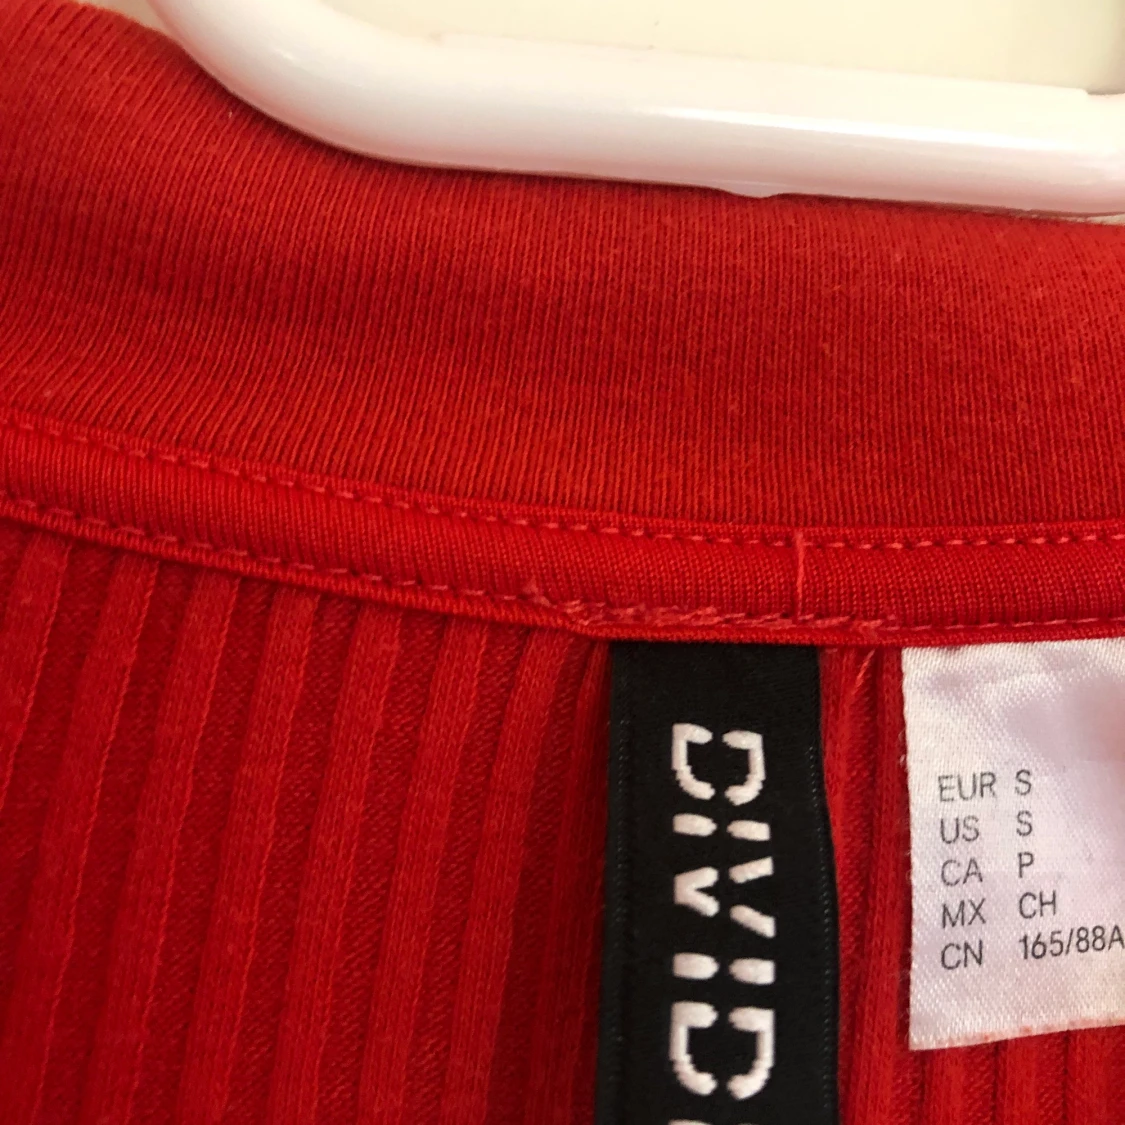 DIVID
EUR S
US S
CA P
MX CH
CN 165/88A